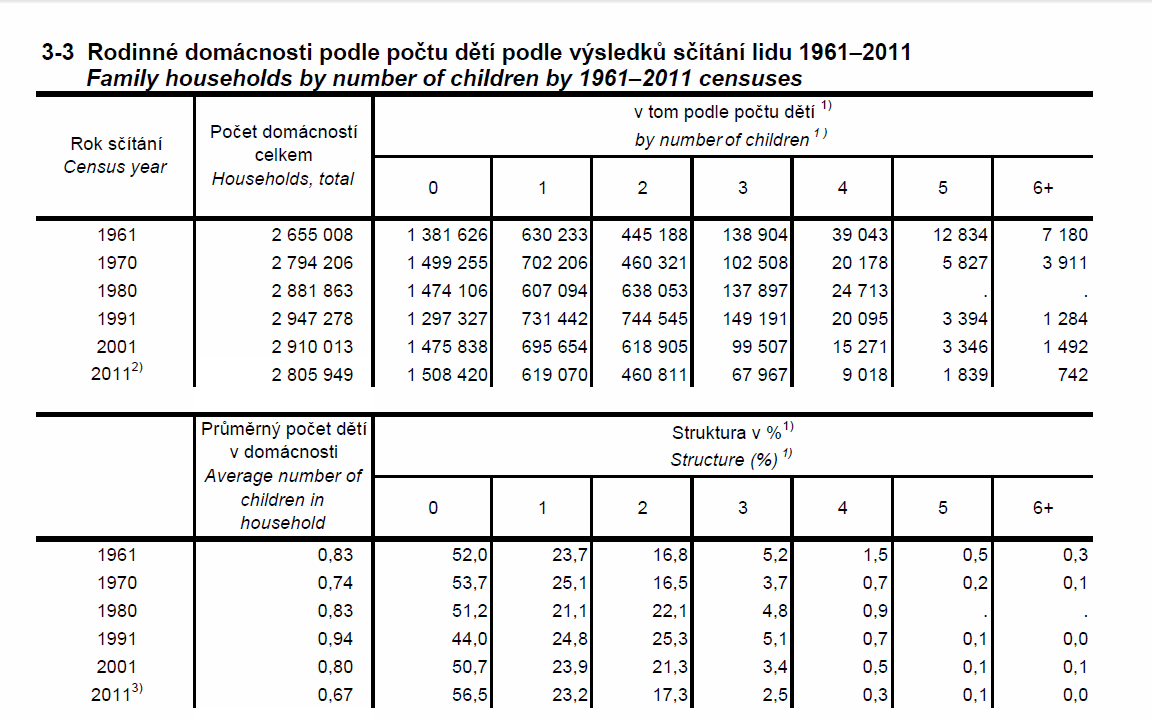 3-3 Rodinné domácnosti podle počtu dětí podle výsledků sčítání lidu 1961–2011
Family households by number of children by 1961–2011 censuses
Rok sčítání
Census year
Počet domácností
celkem
Households, total
v tom podle počtu dětí 1)
by number of children 1)
0 1 2 3 4 5 6+
1961 2 655 008 1 381 626 630 233 445 188 138 904 39 043 12 834 7 180
1970 2 794 206 1 499 255 702 206 460 321 102 508 20 178 5 827 3 911
1980 2 881 863 1 474 106 607 094 638 053 137 897 24 713 . .
1991 2 947 278 1 297 327 731 442 744 545 149 191 20 095 3 394 1 284
2001 2 910 013 1 475 838 695 654 618 905 99 507 15 271 3 346 1 492
2011 2) 2 805 949 1 508 420 619 070 460 811 67 967 9 018 1 839 742
Průměrný počet dětí
v domácnosti
Average number of
children in
household
Struktura v % 1)
Structure (%) 1)
0 1 2 3 4 5 6+
1961 0,83 52,0 23,7 16,8 5,2 1,5 0,5 0,3
1970 0,74 53,7 25,1 16,5 3,7 0,7 0,2 0,1
1980 0,83 51,2 21,1 22,1 4,8 0,9 . .
1991 0,94 44,0 24,8 25,3 5,1 0,7 0,1 0,0
2001 0,80 50,7 23,9 21,3 3,4 0,5 0,1 0,1
2011 3) 0,67 56,5 23,2 17,3 2,5 0,3 0,1 0,0